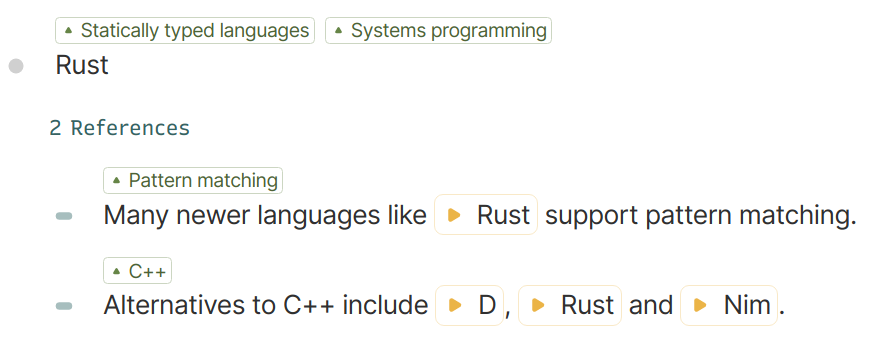 Statically typed languages Systems programming
Rust
2 References
Pattern matching
Many newer languages like Rust support pattern matching.
C++
Alternatives to C++ include D, Rust and Nim.